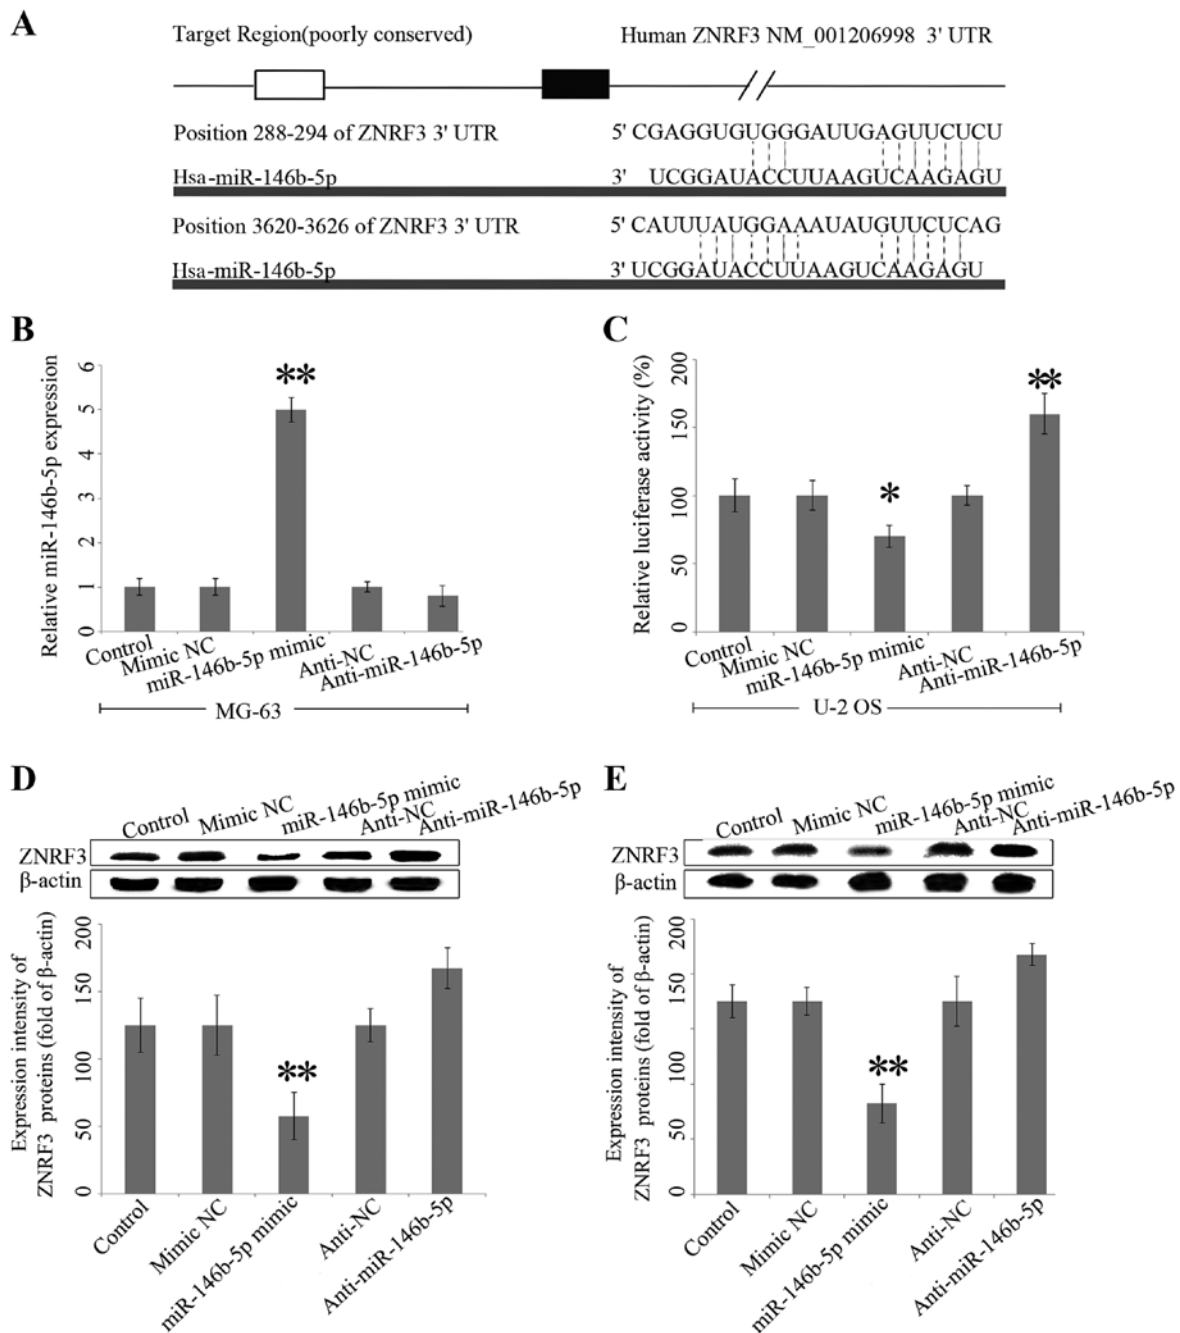 A
Target Region(poorly conserved) Human ZNRF3 NM_001206998 3' UTR
Position 288-294 of ZNRF3 3' UTR 5' CGAGGUGUGGGAUUGAGUUCUCU
Hsa-miR-146b-5p 3' UCGGAUACCUUAAGUCAAGAGU
Position 3620-3626 of ZNRF3 3' UTR 5' CAUUUAUGGAAAUAUGUUCUCAG
Hsa-miR-146b-5p 3' UCGGAUACCUUAAGUCAAGAGU
B
Relative miR-146b-5p expression
6
5
4
3
2
1
0
**
Control
Mimic NC
miR-146b-5p mimic
Anti-NC
Anti-miR-146b-5p
MG-63
C
Relative luciferase activity (%)
200
150
100
50
0
*
**
Control
Mimic NC
miR-146b-5p mimic
Anti-NC
Anti-miR-146b-5p
U-2 OS
D
Control
Mimic NC
miR-146b-5p mimic
Anti-NC
Anti-miR-146b-5p
ZNRF3
β-actin
Expression intensity of
ZNRF3 proteins (fold of β-actin)
200
150
100
50
0
**
Control
Mimic NC
miR-146b-5p mimic
Anti-NC
Anti-miR-146b-5p
E
Control
Mimic NC
miR-146b-5p mimic
Anti-NC
Anti-miR-146b-5p
ZNRF3
β-actin
Expression intensity of
ZNRF3 proteins (fold of β-actin)
200
150
100
50
0
**
Control
Mimic NC
miR-146b-5p mimic
Anti-NC
Anti-miR-146b-5p